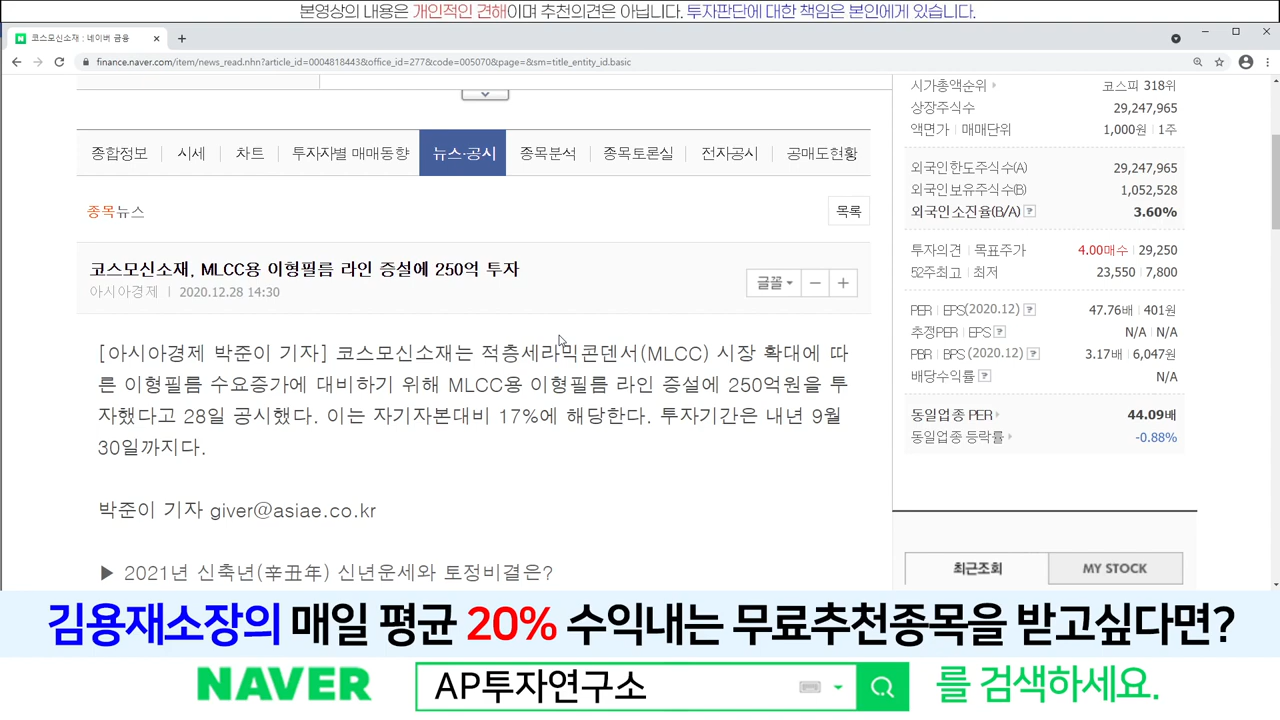 본영상의 내용은 개인적인 견해이며 추천의견은 아닙니다. 투자판단에 대한 책임은 본인에게 있습니다.
코스모신소재 : 네이버 금융
finance.naver.com/item/news_read.nhn?article_id=0004818443&office_id=277&code=005070&page=&sm=title_entity_id.basic
종합정보 시세 차트 투자자별 매매동향 뉴스·공시 종목분석 종목토론실 전자공시 공매도현황
종목뉴스
목록
코스모신소재, MLCC용 이형필름 라인 증설에 250억 투자
아시아경제 | 2020.12.28 14:30
글꼴
[아시아경제 박준이 기자] 코스모신소재는 적층세라믹콘덴서(MLCC) 시장 확대에 따
른 이형필름 수요증가에 대비하기 위해 MLCC용 이형필름 라인 증설에 250억원을 투
자했다고 28일 공시했다. 이는 자기자본대비 17%에 해당한다. 투자기간은 내년 9월
30일까지다.
박준이 기자 giver@asiae.co.kr
▶ 2021년 신축년(辛丑年) 신년운세와 토정비결은?
시가총액순위 코스피 318위
상장주식수 29,247,965
액면가 | 매매단위 1,000원 | 1주
외국인한도주식수(A) 29,247,965
외국인보유주식수(B) 1,052,528
외국인소진율(B/A) ? 3.60%
투자의견 | 목표주가 4.00매수 | 29,250
52주최고 | 최저 23,550 | 7,800
PER | EPS(2020.12) ? 47.76배 | 401원
추정PER | EPS ? N/A | N/A
PBR | BPS (2020.12) ? 3.17배 | 6,047원
배당수익률 ? N/A
동일업종 PER 44.09배
동일업종 등락률 -0.88%
최근조회 MY STOCK
김용재소장의 매일 평균 20% 수익내는 무료추천종목을 받고싶다면?
NAVER AP투자연구소 를 검색하세요.